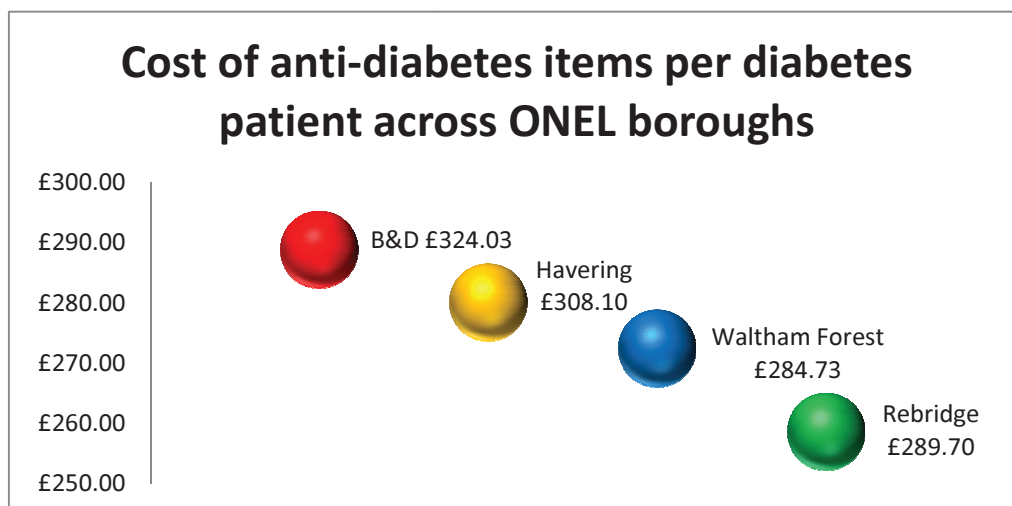 Cost of anti-diabetes items per diabetes
patient across ONEL boroughs
£300.00
£290.00
£280.00
£270.00
£260.00
£250.00
B&D £324.03
Havering
£308.10
Waltham Forest
£284.73
Rebridge
£289.70